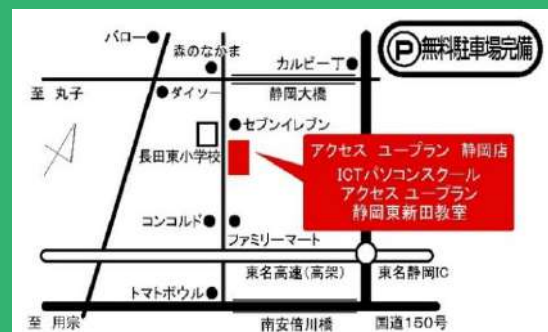 バロー
森のなかま
カルビー丁
P 無料駐車場完備
至 丸子
ダイソー
静岡大橋
セブンイレブン
長田東小学校
アクセス ユープラン 静岡店
ICTパソコンスクール
アクセス ユープラン
静岡東新田教室
コンコルド
ファミリーマート
東名高速(高架)
東名静岡IC
トマトボウル
至 用宗
南安倍川橋
国道150号